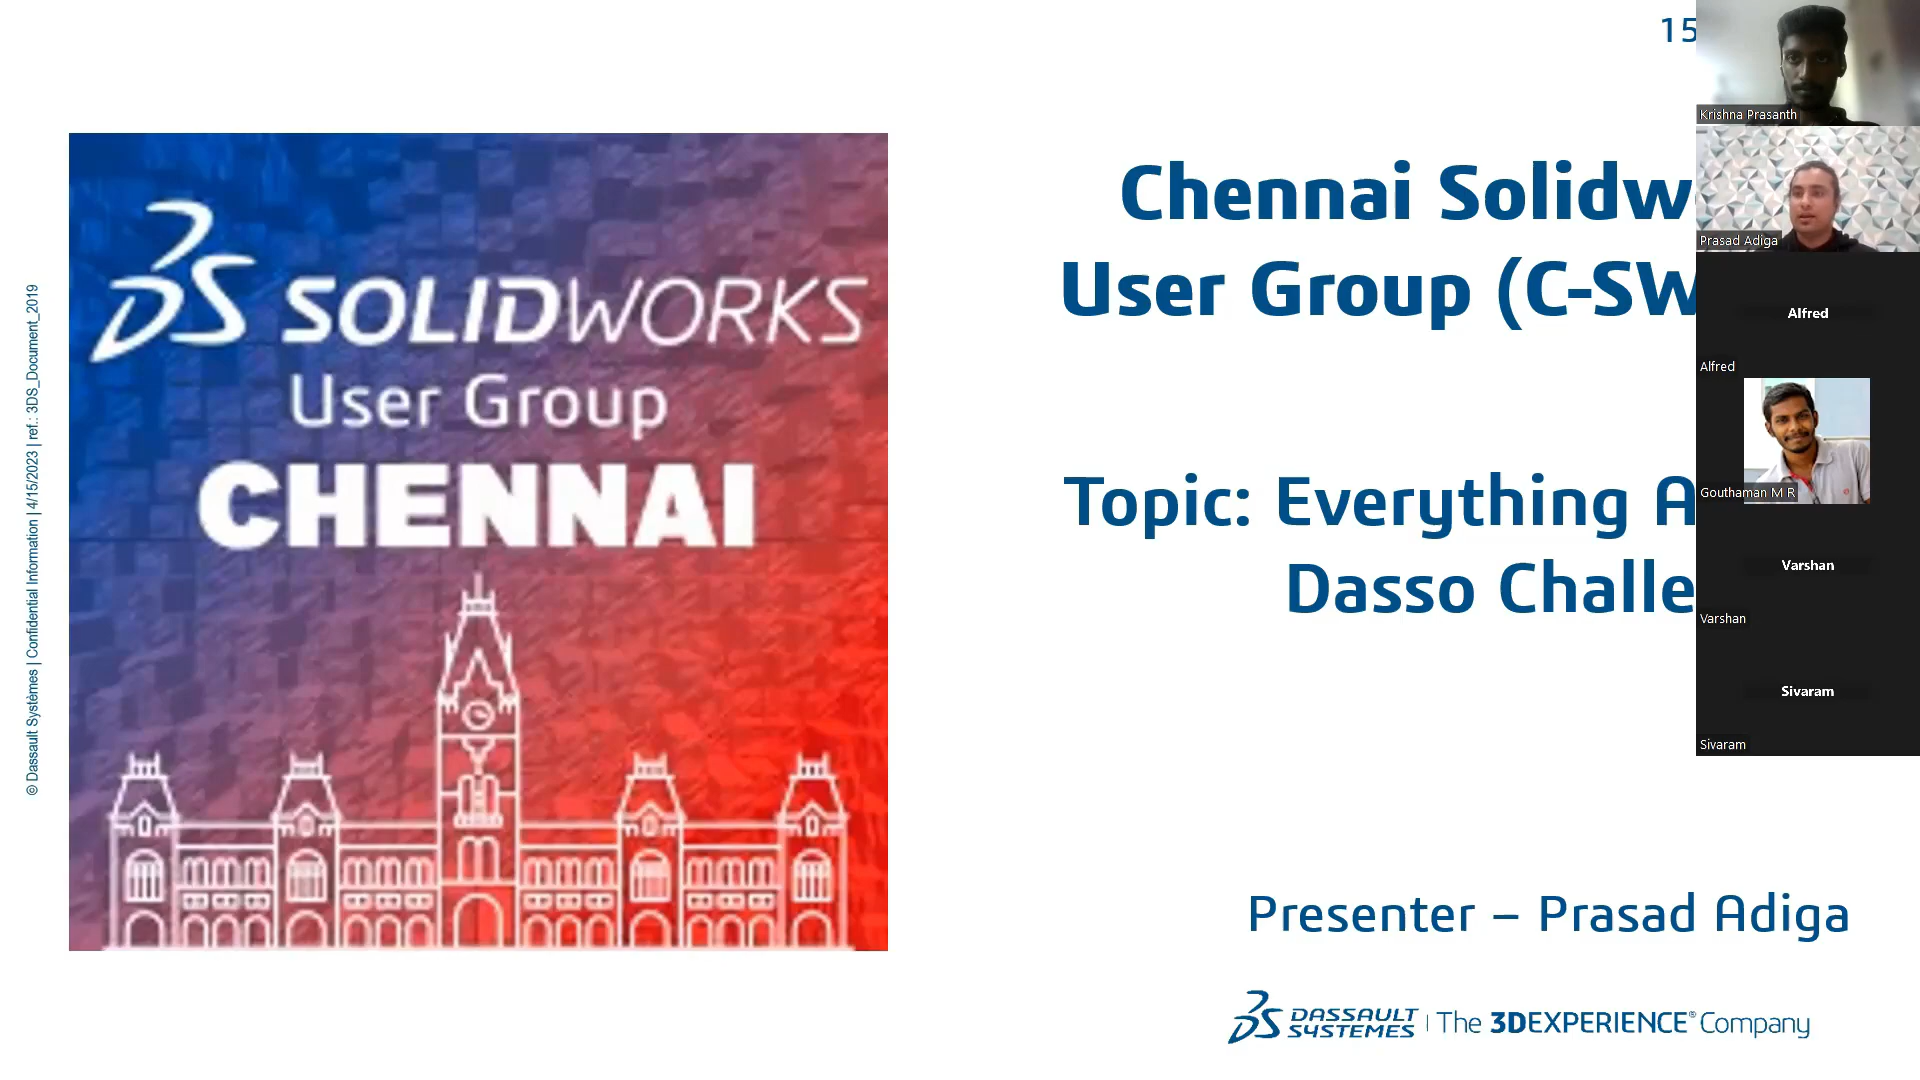 15
Chennai Solidw
User Group (C-SW
Topic: Everything A
Dasso Challe
Presenter – Prasad Adiga
DS SOLIDWORKS
User Group
CHENNAI
© Dassault Systèmes | Confidential Information | 4/15/2023 | ref.: 3DS_Document_2019
DS DASSAULT SYSTEMES | The 3DEXPERIENCE® Company
Krishna Prasanth
Prasad Adiga
Alfred
Alfred
Gouthaman M R
Varshan
Varshan
Sivaram
Sivaram